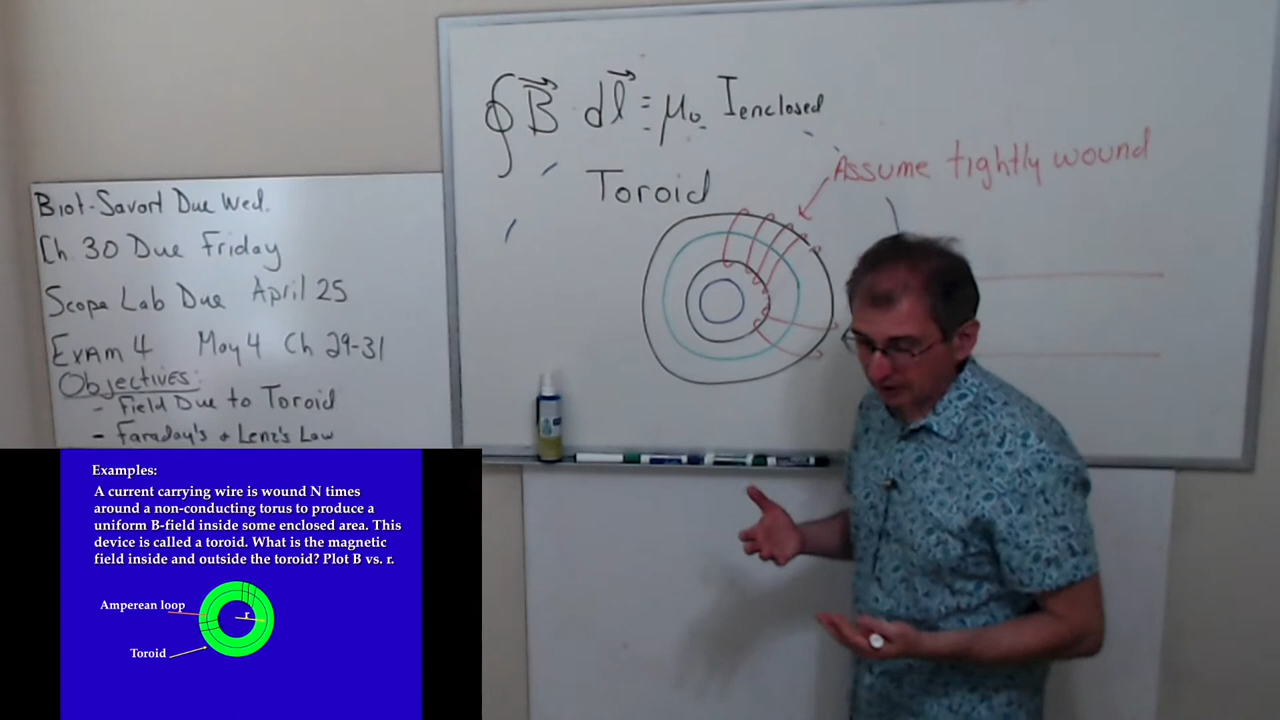 Biot-Savort Due Wed.
Ch 30 Due Friday
Scope Lab Due April 25
Exam 4 May 4 Ch 29-31
Objectives:
- Field Due to Toroid
- Faraday's + Lenz's Law
∮ B⃗ dl⃗ = μ₀ Ienclosed
Toroid
Assume tightly wound
Examples:
A current carrying wire is wound N times
around a non-conducting torus to produce a
uniform B-field inside some enclosed area. This
device is called a toroid. What is the magnetic
field inside and outside the toroid? Plot B vs. r.
Amperean loop
r
Toroid